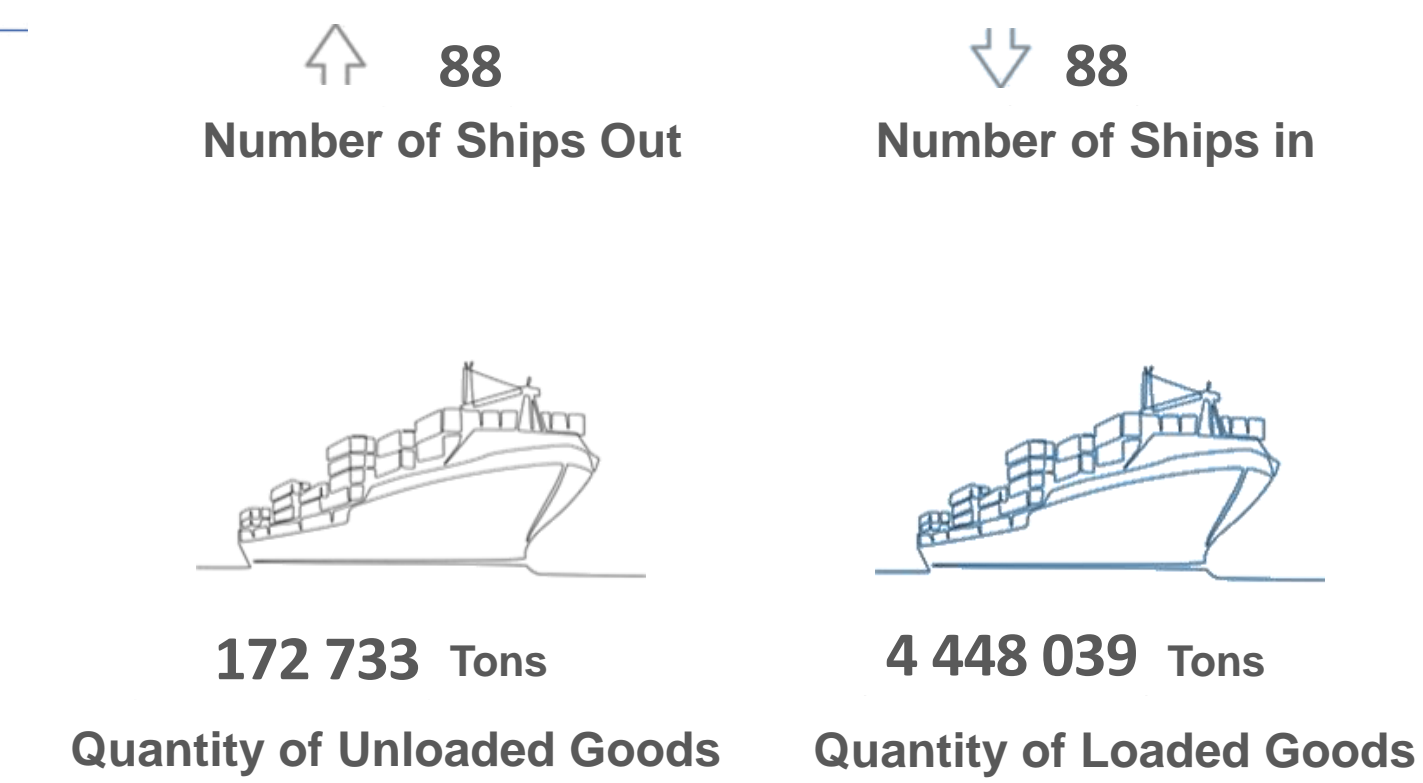 88
Number of Ships Out
88
Number of Ships in
172 733 Tons
Quantity of Unloaded Goods
4 448 039 Tons
Quantity of Loaded Goods